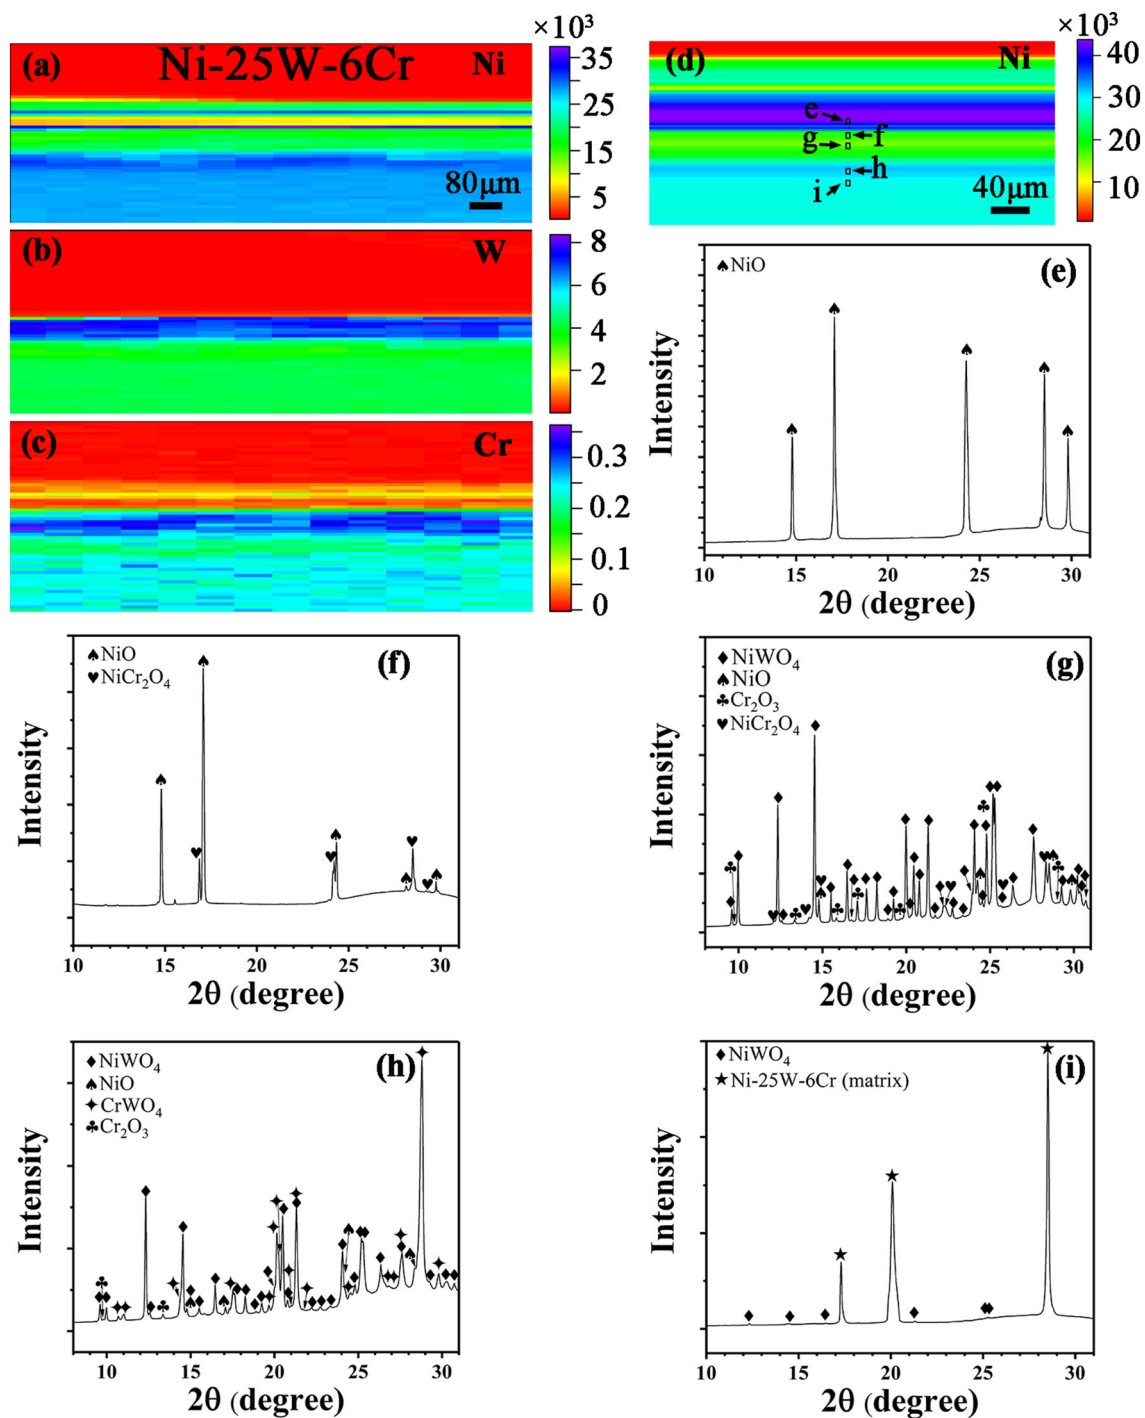 ×10³
(a) Ni-25W-6Cr Ni
35
25
15
5
80μm
(b) W
8
6
4
2
(c) Cr
0.3
0.2
0.1
0
×10³
(d) Ni
40
30
20
10
e
g f
h
i
40μm
(e)
♠NiO
Intensity
10 15 20 25 30
2θ (degree)
(f)
♠NiO
♥NiCr₂O₄
Intensity
10 15 20 25 30
2θ (degree)
(g)
♦NiWO₄
♠NiO
♣Cr₂O₃
♥NiCr₂O₄
Intensity
10 15 20 25 30
2θ (degree)
(h)
♦NiWO₄
♠NiO
✦CrWO₄
♣Cr₂O₃
Intensity
10 15 20 25 30
2θ (degree)
(i)
♦NiWO₄
★Ni-25W-6Cr (matrix)
Intensity
10 15 20 25 30
2θ (degree)